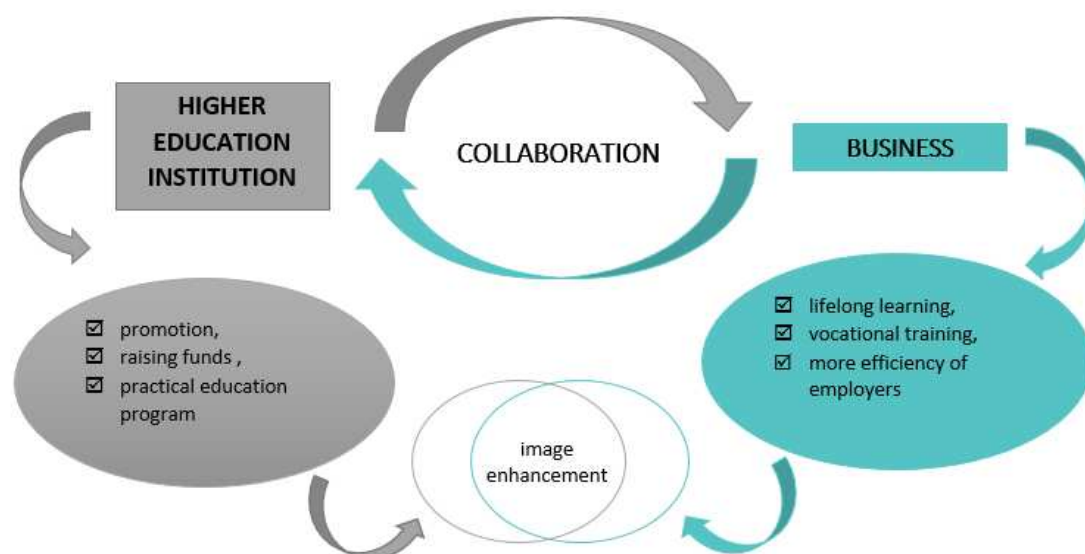 HIGHER
EDUCATION
INSTITUTION
COLLABORATION
BUSINESS
☑ promotion,
☑ raising funds ,
☑ practical education
program
☑ lifelong learning,
☑ vocational training,
☑ more efficiency of
employers
image
enhancement